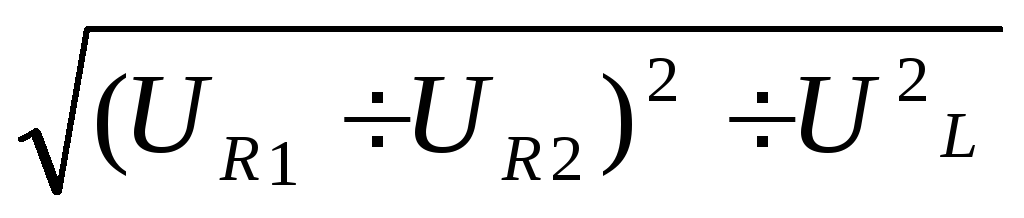 √(U_R1 ÷ U_R2)² ÷ U²_L